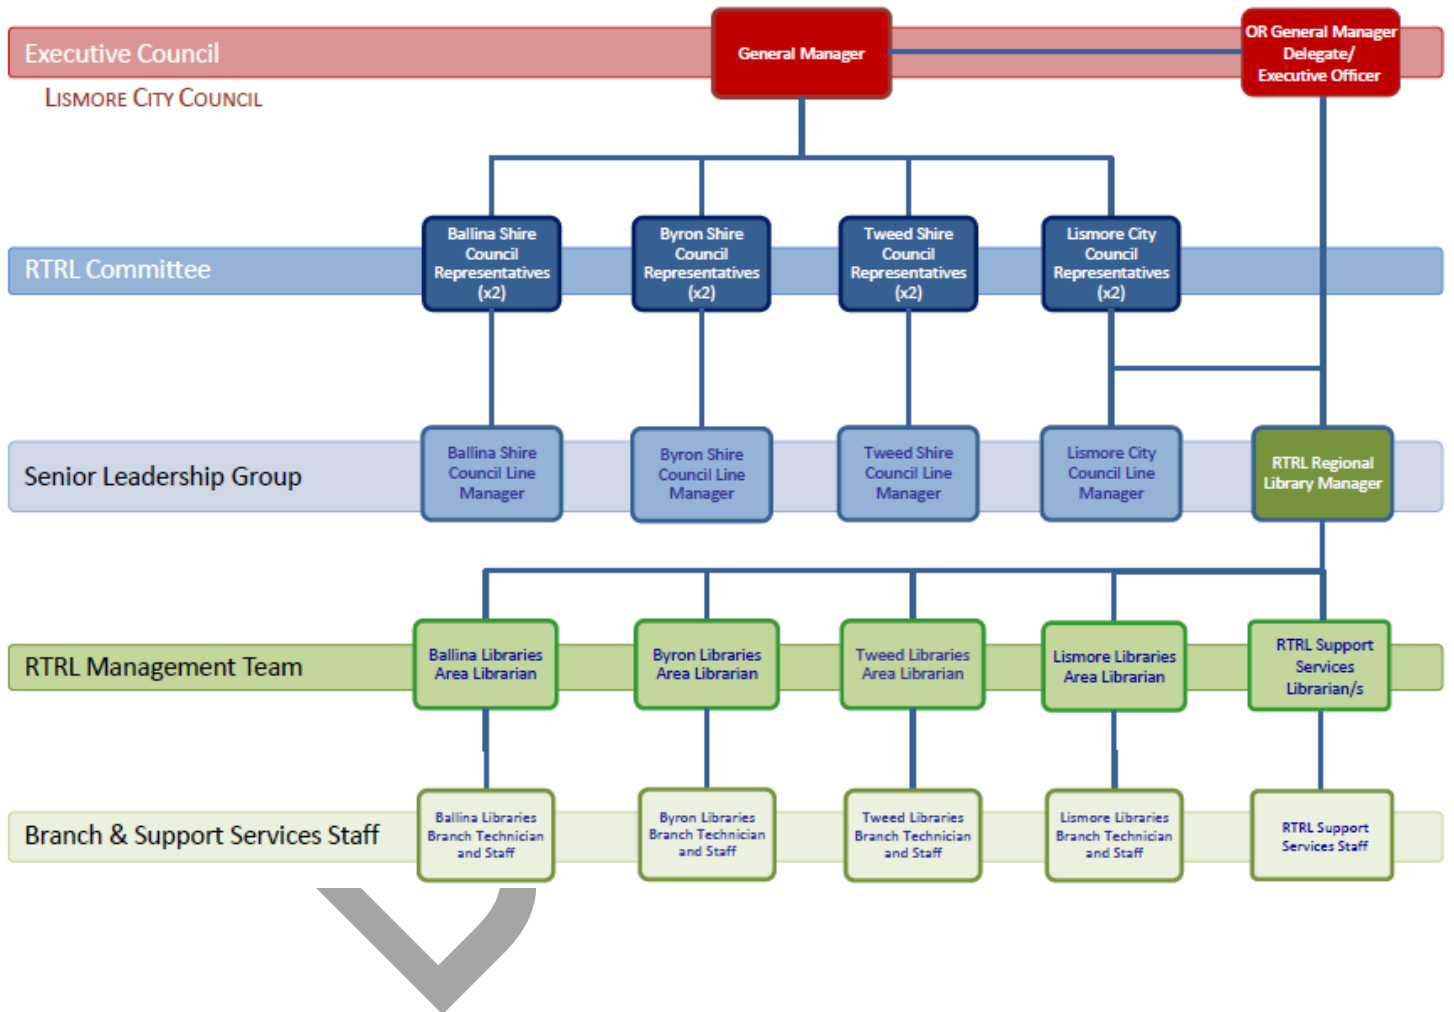 Executive Council
LISMORE CITY COUNCIL
General Manager
OR General Manager
Delegate/
Executive Officer
RTRL Committee
Ballina Shire
Council
Representatives
(x2)
Byron Shire
Council
Representatives
(x2)
Tweed Shire
Council
Representatives
(x2)
Lismore City
Council
Representatives
(x2)
Senior Leadership Group
Ballina Shire
Council Line
Manager
Byron Shire
Council Line
Manager
Tweed Shire
Council Line
Manager
Lismore City
Council Line
Manager
RTRL Regional
Library Manager
RTRL Management Team
Ballina Libraries
Area Librarian
Byron Libraries
Area Librarian
Tweed Libraries
Area Librarian
Lismore Libraries
Area Librarian
RTRL Support
Services
Librarian/s
Branch & Support Services Staff
Ballina Libraries
Branch Technician
and Staff
Byron Libraries
Branch Technician
and Staff
Tweed Libraries
Branch Technician
and Staff
Lismore Libraries
Branch Technician
and Staff
RTRL Support
Services Staff